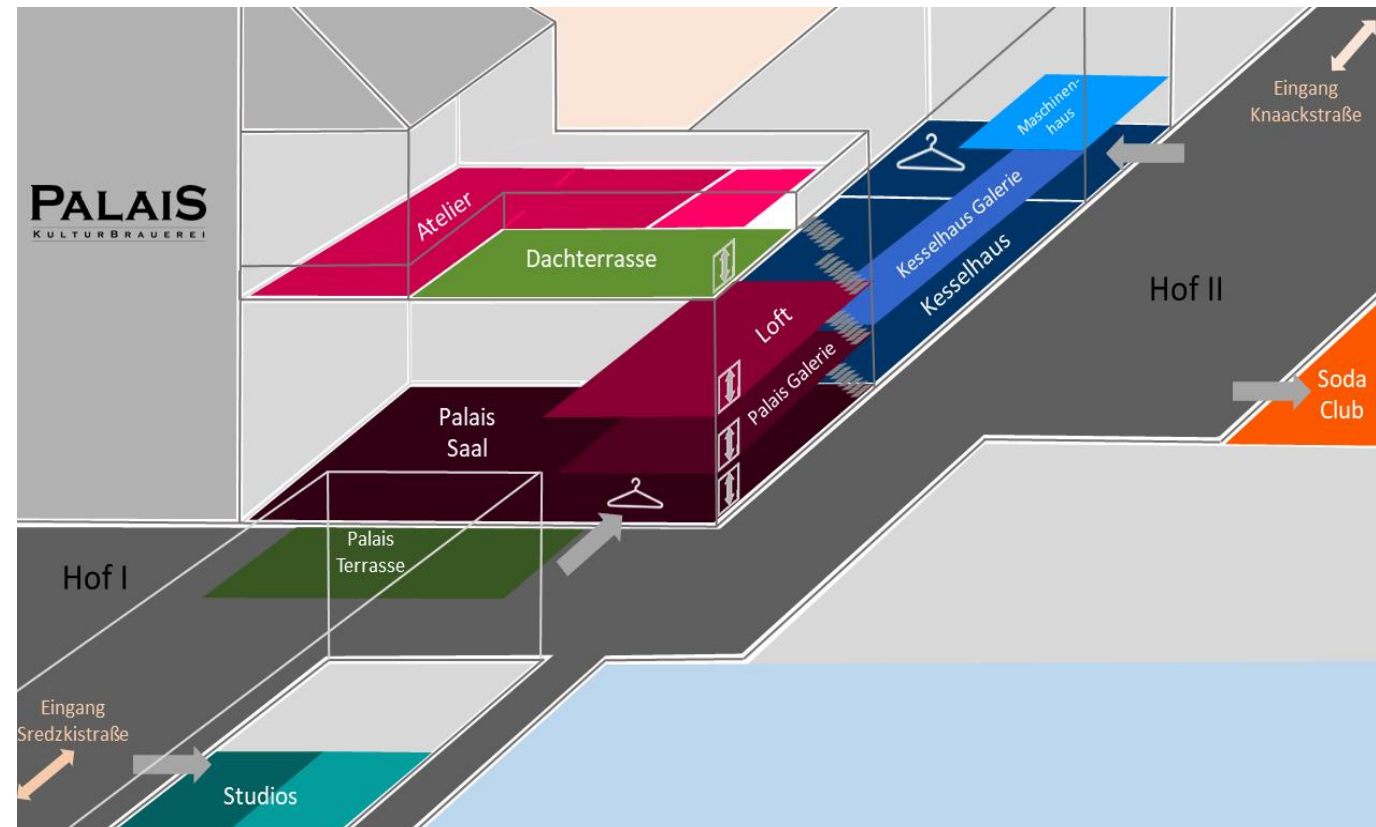 PALAIS
KULTURBRAUEREI
Eingang
Knaackstraße
Maschinen-
haus
Atelier
Kesselhaus Galerie
Dachterrasse
Kesselhaus
Hof II
Loft
Palais Galerie
Soda
Club
Palais
Saal
Palais
Terrasse
Hof I
Eingang
Sredzkistraße
Studios